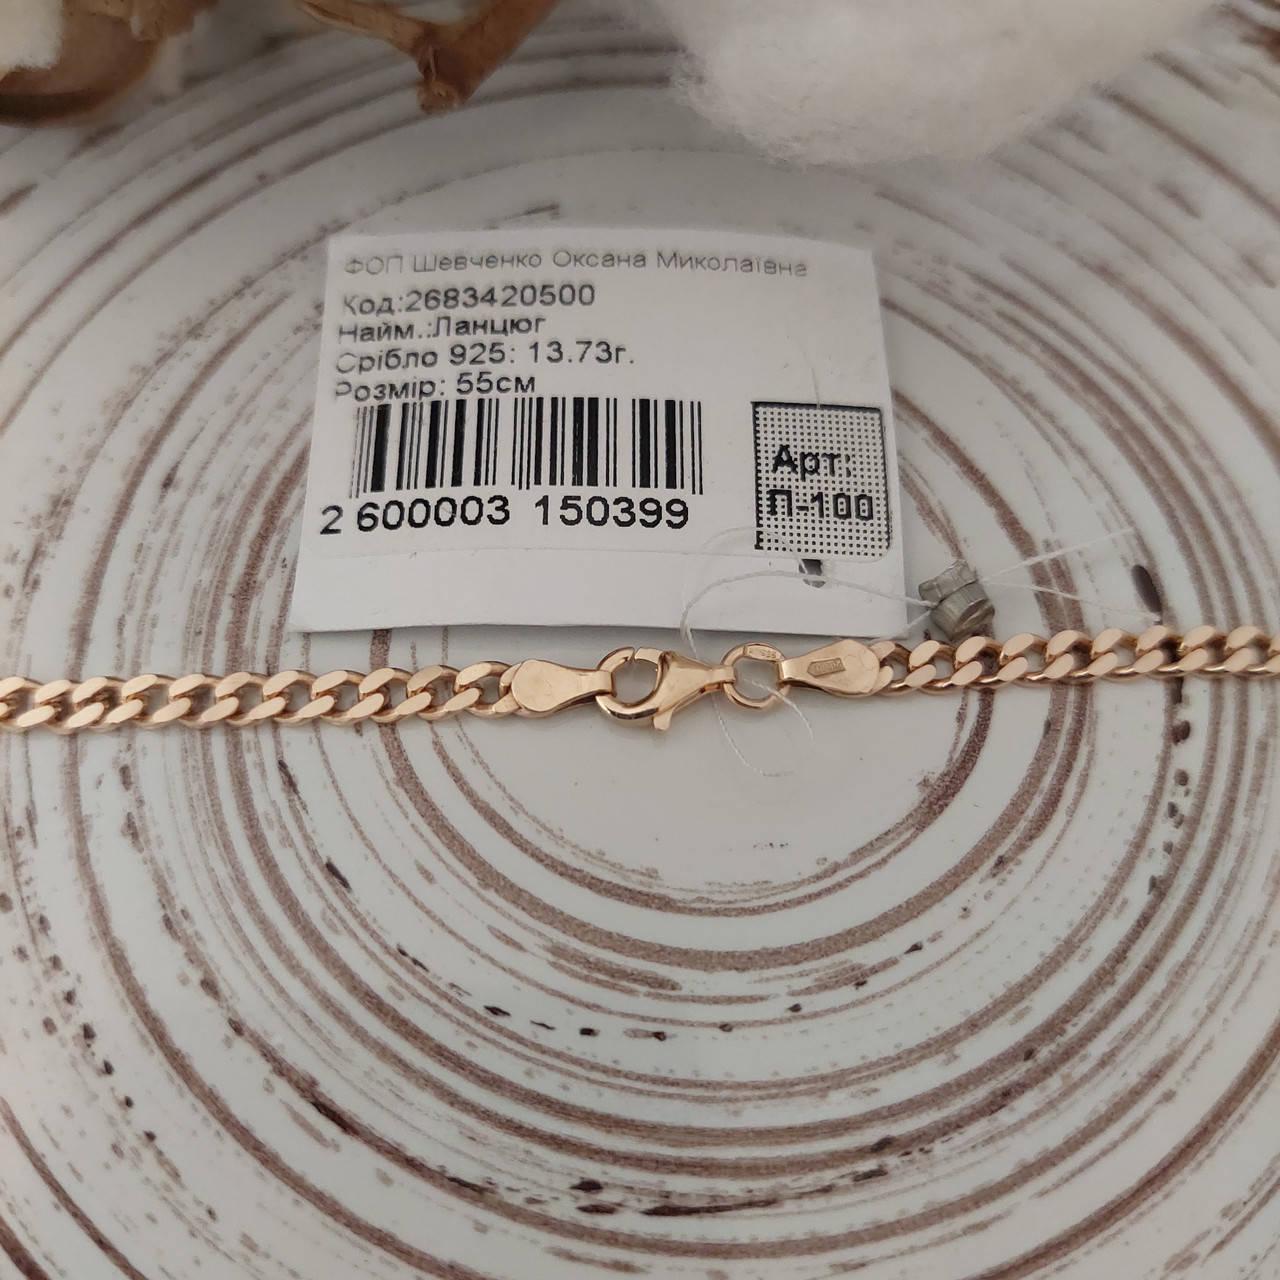 ФОП Шевченко Оксана Миколаївна
Код:2683420500
Найм.:Ланцюг
Срібло 925: 13.73г.
Розмір: 55см
2 600003 150399
Арт:
П-100